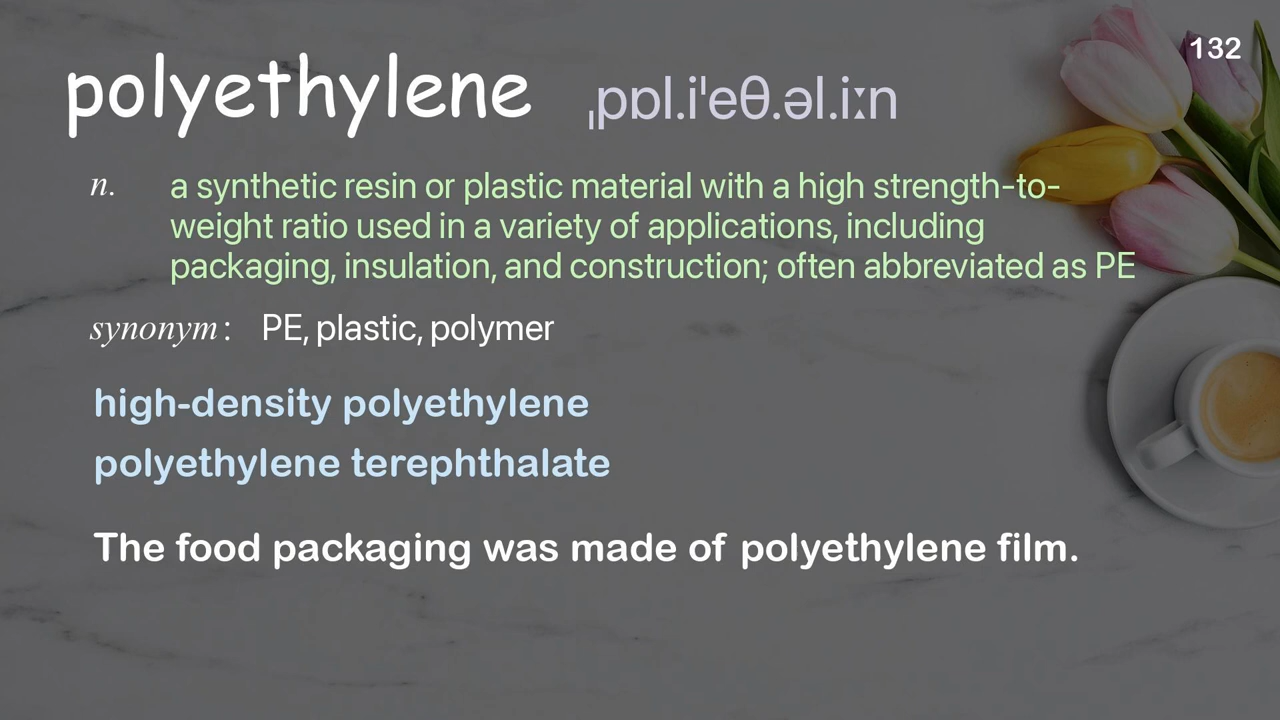 132
polyethylene ˌpɒl.iˈeθ.əl.iːn
n. a synthetic resin or plastic material with a high strength-to-
weight ratio used in a variety of applications, including
packaging, insulation, and construction; often abbreviated as PE
synonym: PE, plastic, polymer
high-density polyethylene
polyethylene terephthalate
The food packaging was made of polyethylene film.